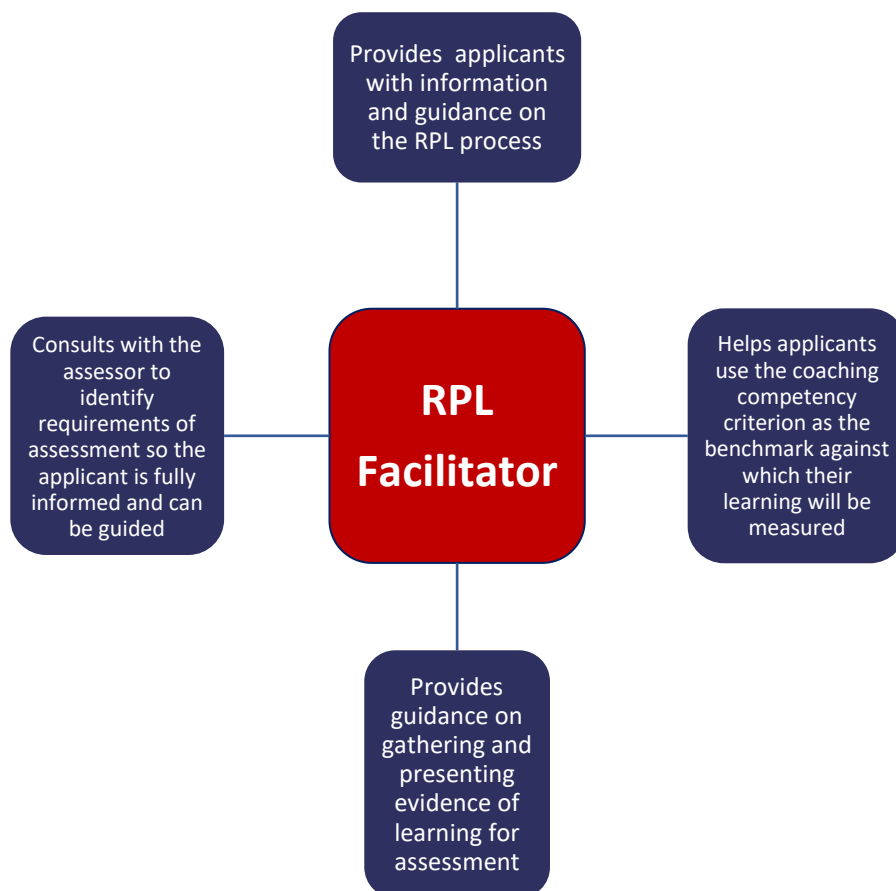 Provides applicants
with information
and guidance on
the RPL process
Consults with the
assessor to
identify
requirements of
assessment so the
applicant is fully
informed and can
be guided
RPL
Facilitator
Helps applicants
use the coaching
competency
criterion as the
benchmark against
which their
learning will be
measured
Provides
guidance on
gathering and
presenting
evidence of
learning for
assessment